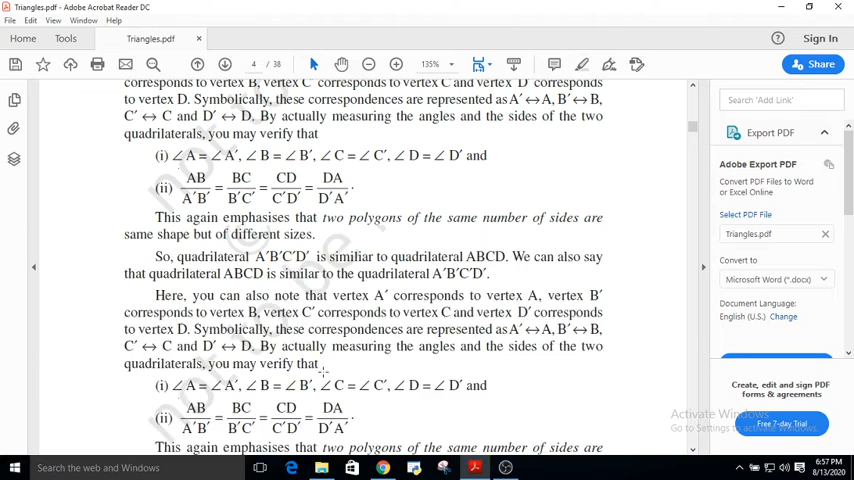 Triangles.pdf - Adobe Acrobat Reader DC
File Edit View Window Help
Home Tools Triangles.pdf × Sign In
4 / 38 135% Share
corresponds to vertex B, vertex C′ corresponds to vertex C and vertex D′ corresponds
to vertex D. Symbolically, these correspondences are represented as A′ ↔ A, B′ ↔ B,
C′ ↔ C and D′ ↔ D. By actually measuring the angles and the sides of the two
quadrilaterals, you may verify that
(i) ∠ A = ∠ A′, ∠ B = ∠ B′, ∠ C = ∠ C′, ∠ D = ∠ D′ and
(ii) AB/A′B′ = BC/B′C′ = CD/C′D′ = DA/D′A′.
This again emphasises that two polygons of the same number of sides are
same shape but of different sizes.
So, quadrilateral A′B′C′D′ is similiar to quadrilateral ABCD. We can also say
that quadrilateral ABCD is similar to the quadrilateral A′B′C′D′.
Here, you can also note that vertex A′ corresponds to vertex A, vertex B′
corresponds to vertex B, vertex C′ corresponds to vertex C and vertex D′ corresponds
to vertex D. Symbolically, these correspondences are represented as A′ ↔ A, B′ ↔ B,
C′ ↔ C and D′ ↔ D. By actually measuring the angles and the sides of the two
quadrilaterals, you may verify that
(i) ∠ A = ∠ A′, ∠ B = ∠ B′, ∠ C = ∠ C′, ∠ D = ∠ D′ and
(ii) AB/A′B′ = BC/B′C′ = CD/C′D′ = DA/D′A′.
This again emphasises that two polygons of the same number of sides are
© not to be
not
Search 'Add Link'
Export PDF
Adobe Export PDF
Convert PDF Files to Word
or Excel Online
Select PDF File
Triangles.pdf ×
Convert to
Microsoft Word (*.docx)
Document Language:
English (U.S.) Change
Create, edit and sign PDF
forms & agreements
Free 7-day Trial
Activate Windows
Go to Settings to activate Windows.
Search the web and Windows
6:57 PM
8/13/2020